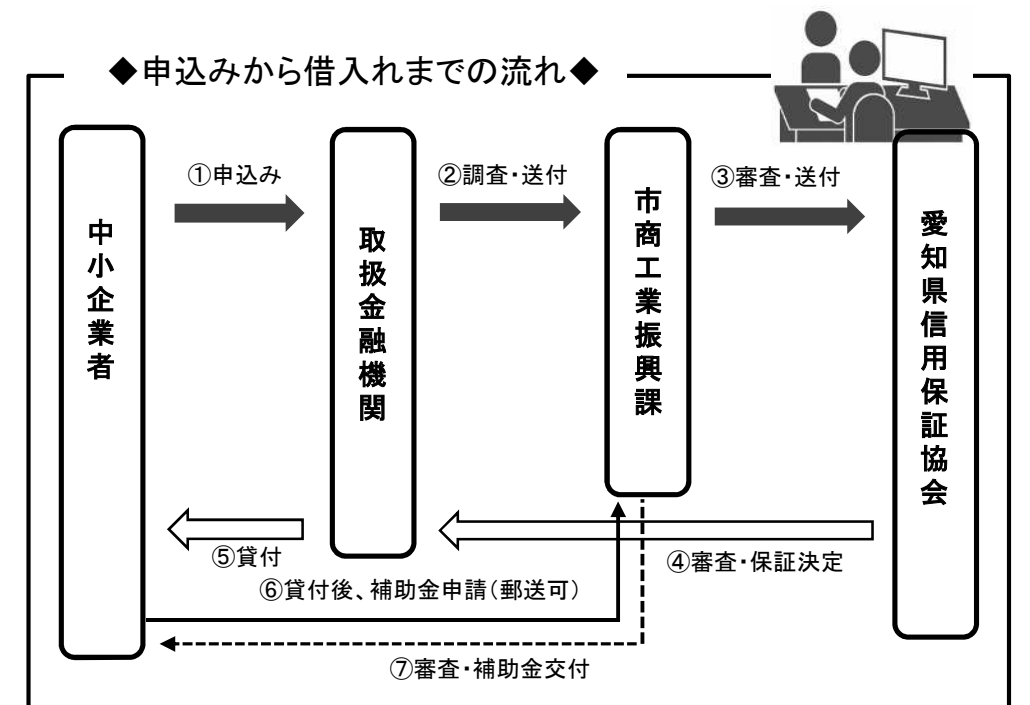 ◆申込みから借入れまでの流れ◆
①申込み
②調査・送付
③審査・送付
中小企業者
取扱金融機関
市商工業振興課
愛知県信用保証協会
⑤貸付
④審査・保証決定
⑥貸付後、補助金申請(郵送可)
⑦審査・補助金交付